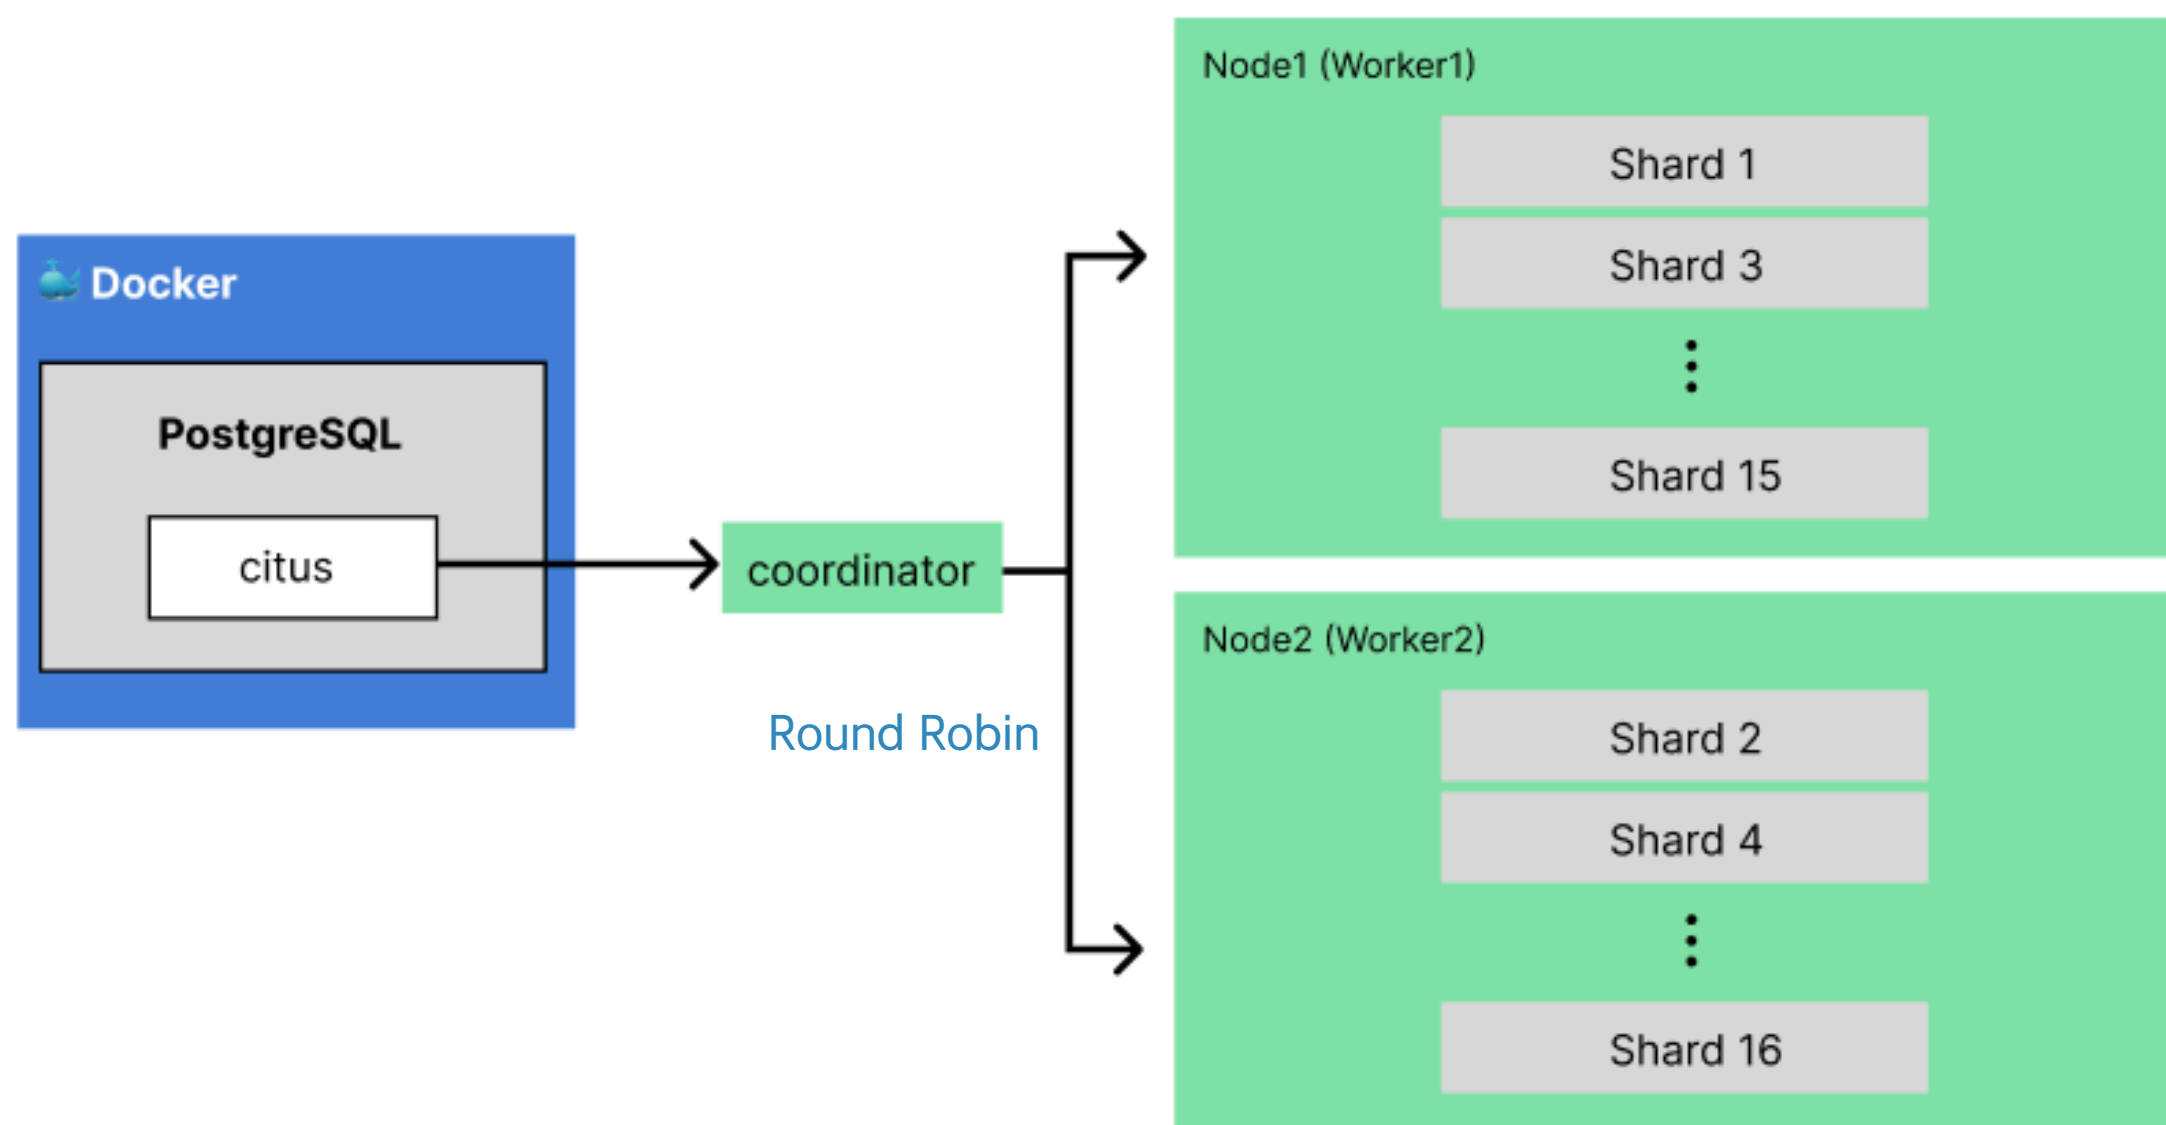 Docker
PostgreSQL
citus
coordinator
Round Robin
Node1 (Worker1)
Shard 1
Shard 3
Shard 15
Node2 (Worker2)
Shard 2
Shard 4
Shard 16